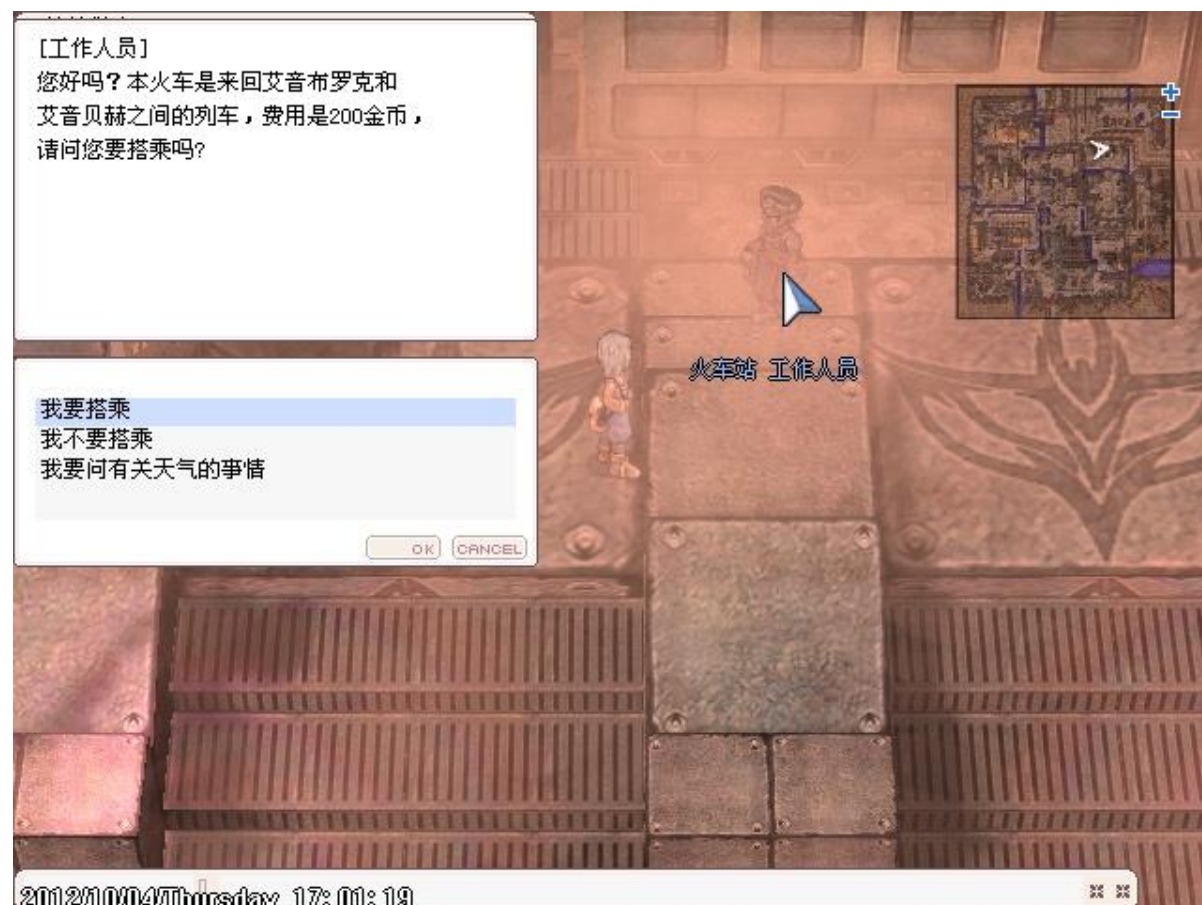 [工作人员]
您好吗?本火车是来回艾音布罗克和
艾音贝赫之间的列车，费用是200金币，
请问您要搭乘吗?
火车站 工作人员
我要搭乘
我不要搭乘
我要问有关天气的事情
OK CANCEL
2012/10/04/Thursday 17:01:19